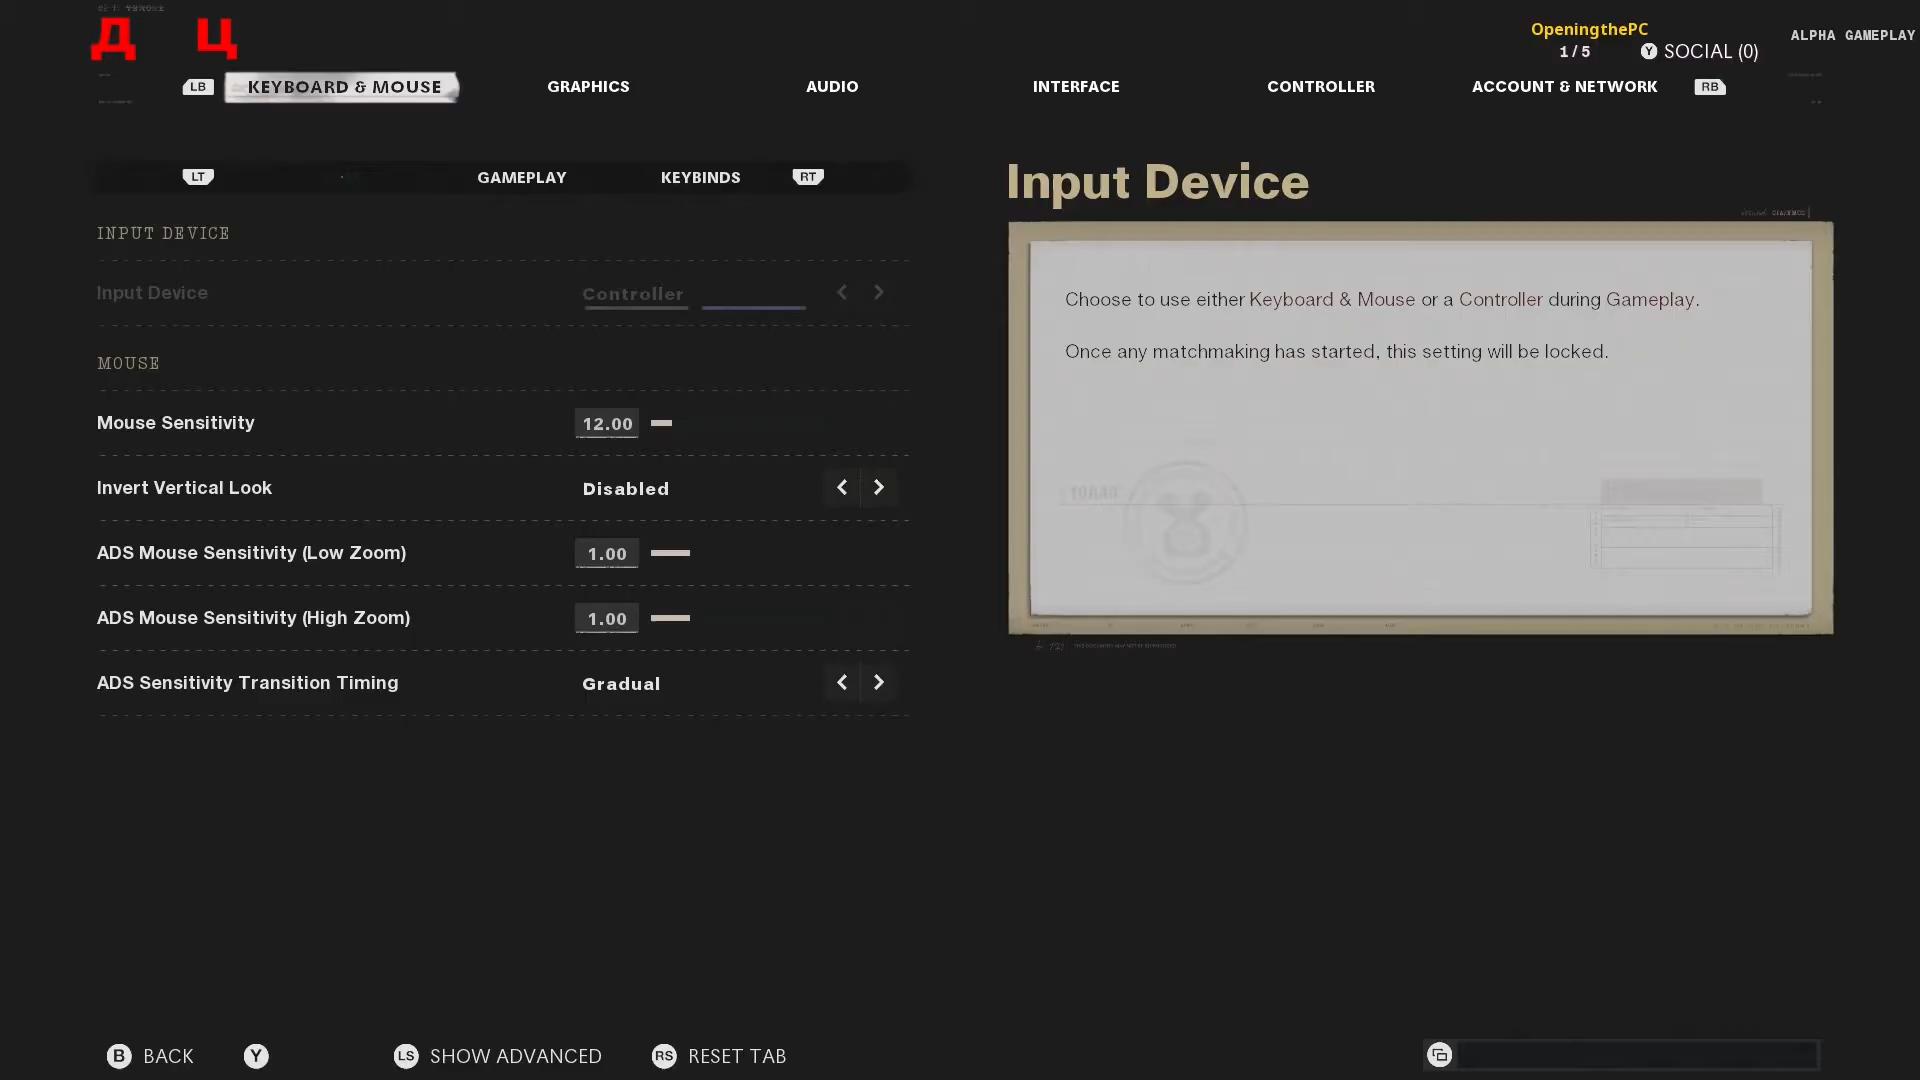 Д Ц
OpeningthePC
1 / 5
Y SOCIAL (0)
ALPHA GAMEPLAY
LB KEYBOARD & MOUSE GRAPHICS AUDIO INTERFACE CONTROLLER ACCOUNT & NETWORK RB
LT GAMEPLAY KEYBINDS RT
INPUT DEVICE
Input Device Controller
MOUSE
Mouse Sensitivity 12.00
Invert Vertical Look Disabled
ADS Mouse Sensitivity (Low Zoom) 1.00
ADS Mouse Sensitivity (High Zoom) 1.00
ADS Sensitivity Transition Timing Gradual
Input Device
Choose to use either Keyboard & Mouse or a Controller during Gameplay.
Once any matchmaking has started, this setting will be locked.
B BACK Y LS SHOW ADVANCED RS RESET TAB